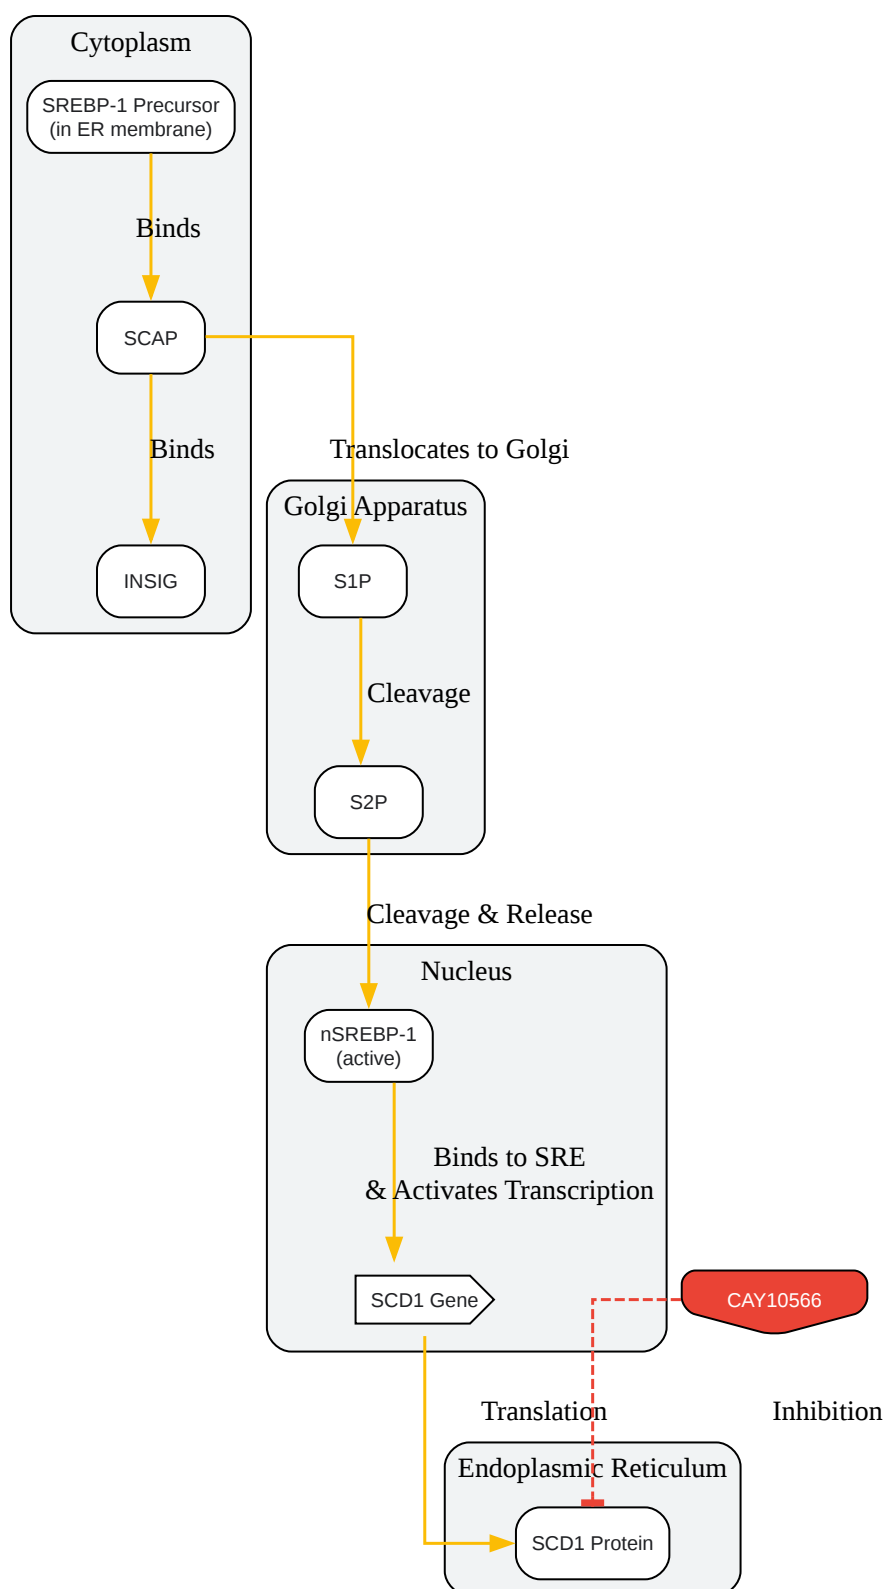 Cytoplasm
SREBP-1 Precursor
(in ER membrane)
Binds
SCAP
Binds
Translocates to Golgi
Golgi Apparatus
INSIG
S1P
Cleavage
S2P
Cleavage & Release
Nucleus
nSREBP-1
(active)
Binds to SRE
& Activates Transcription
SCD1 Gene
CAY10566
Translation
Inhibition
Endoplasmic Reticulum
SCD1 Protein